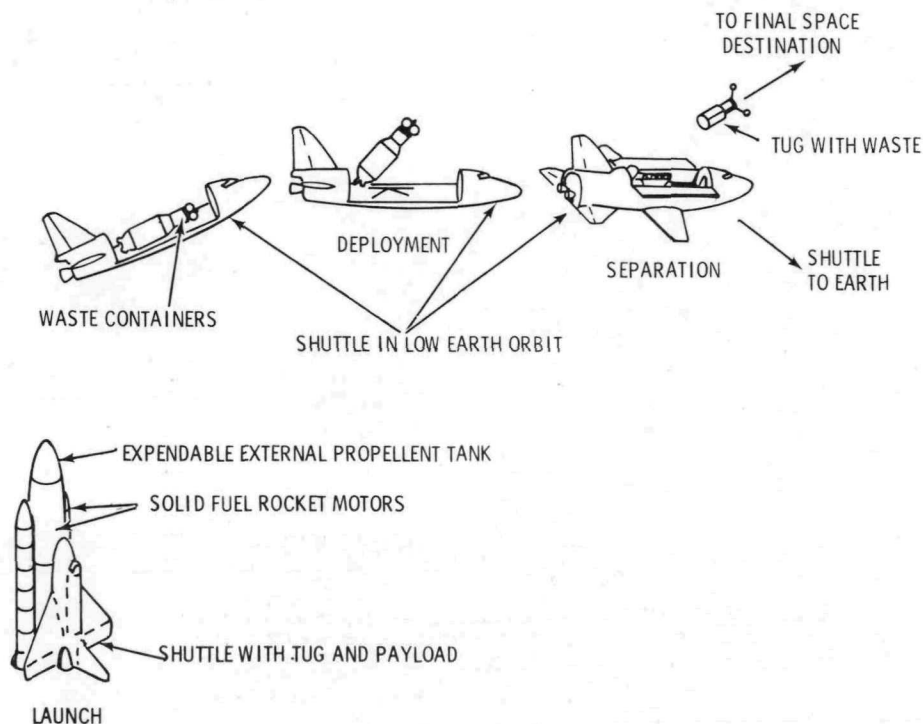 TO FINAL SPACE
DESTINATION
TUG WITH WASTE
DEPLOYMENT
SEPARATION
SHUTTLE
TO EARTH
WASTE CONTAINERS
SHUTTLE IN LOW EARTH ORBIT
EXPENDABLE EXTERNAL PROPELLENT TANK
SOLID FUEL ROCKET MOTORS
SHUTTLE WITH TUG AND PAYLOAD
LAUNCH